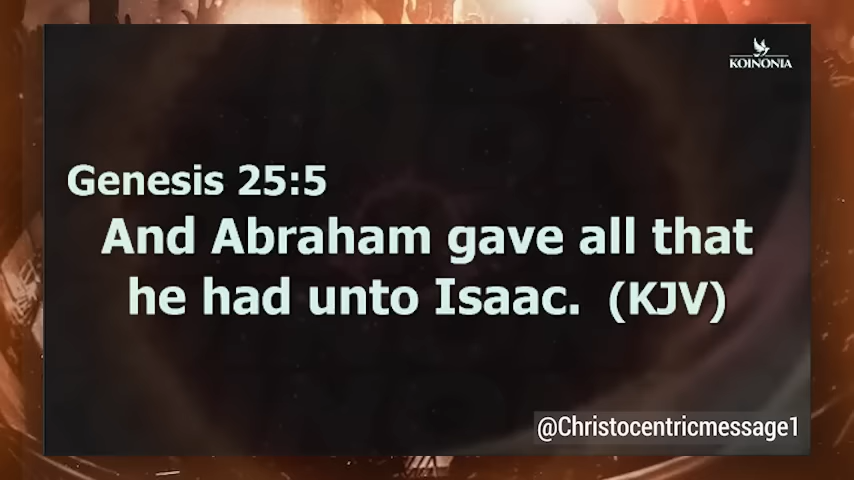 KOINONIA
Genesis 25:5
And Abraham gave all that
he had unto Isaac. (KJV)
@Christocentricmessage1